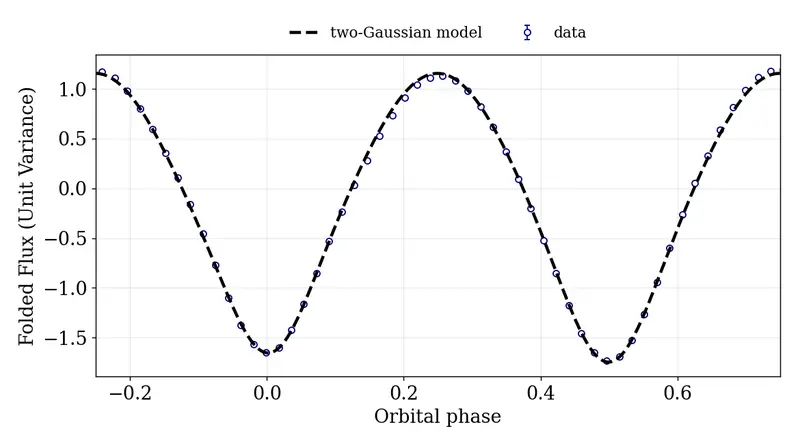 two-Gaussian model
data
Folded Flux (Unit Variance)
1.0
0.5
0.0
−0.5
−1.0
−1.5
−0.2
0.0
0.2
0.4
0.6
Orbital phase